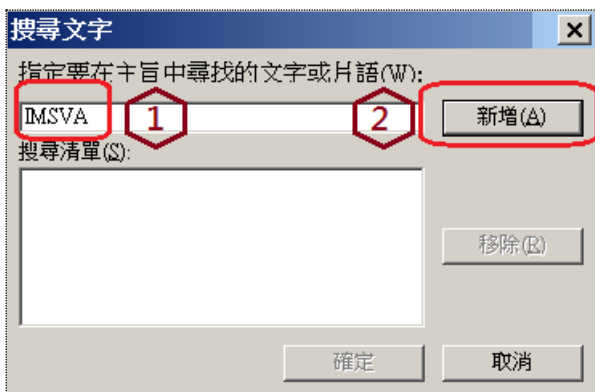 搜尋文字
指定要在主旨中尋找的文字或片語(W):
IMSVA 1 2 新增(A)
搜尋清單(S):
移除(R)
確定 取消